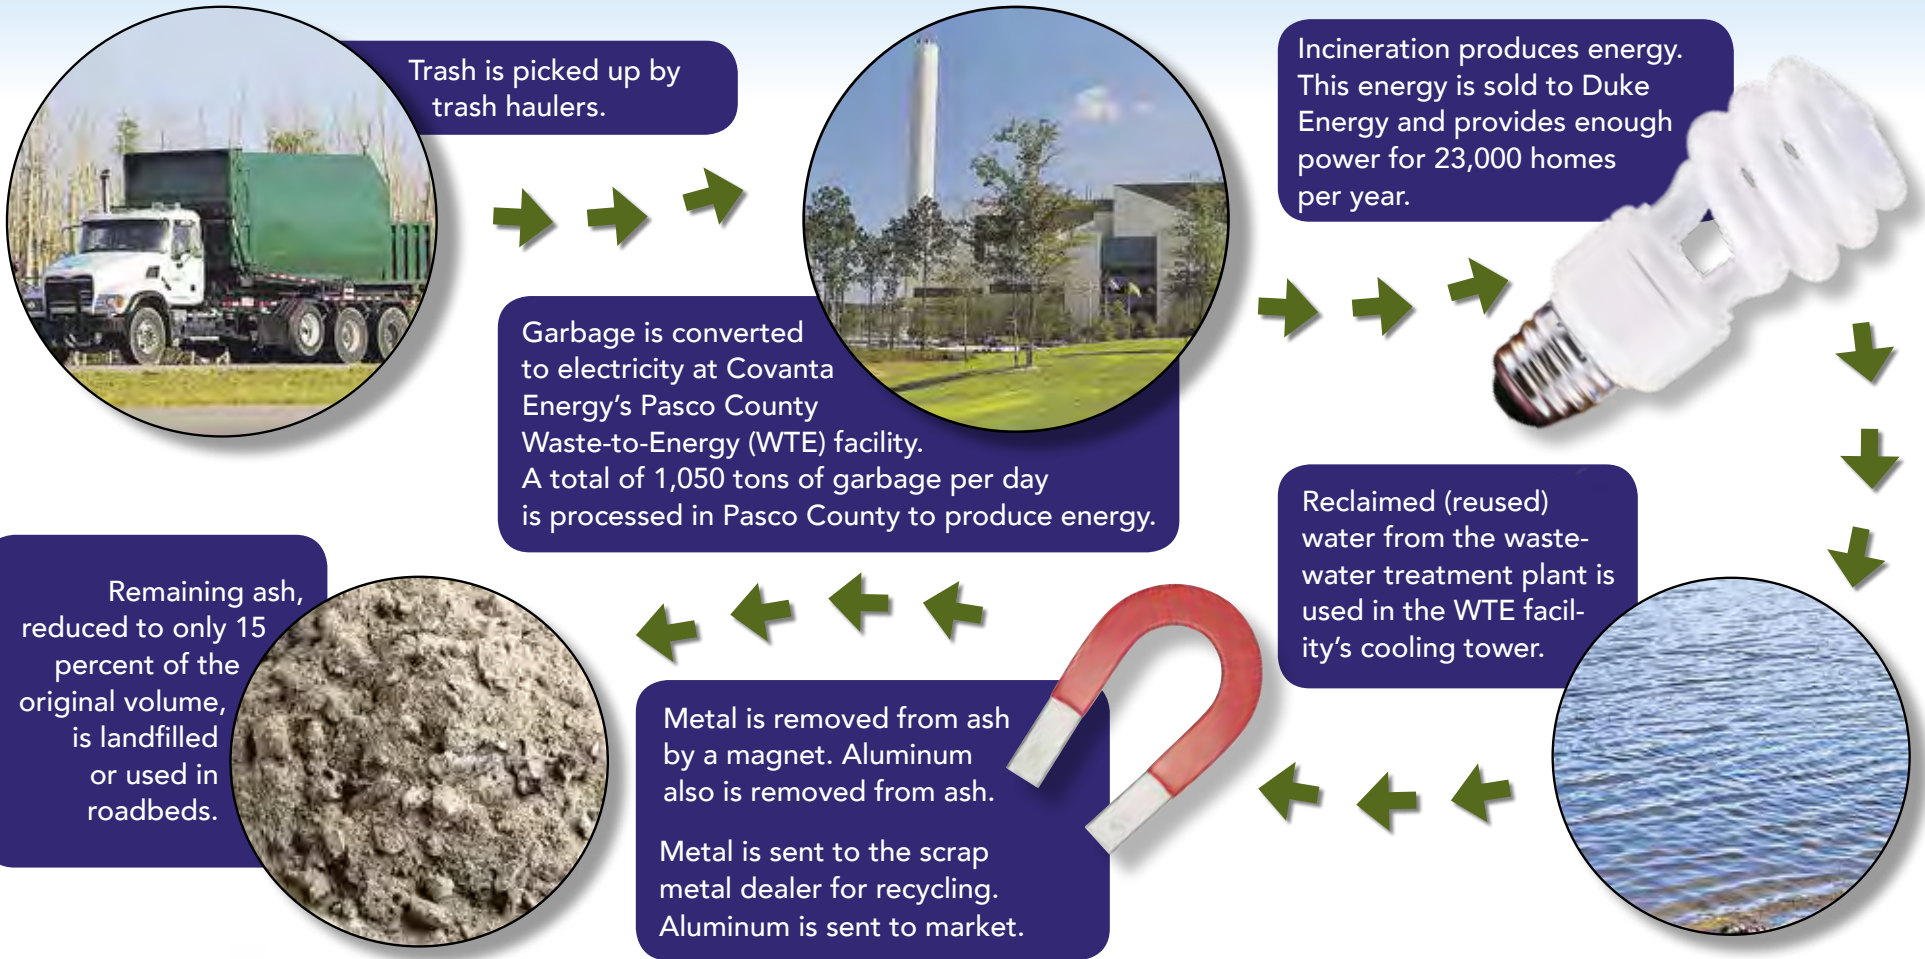 Trash is picked up by
trash haulers.
Garbage is converted
to electricity at Covanta
Energy’s Pasco County
Waste-to-Energy (WTE) facility.
A total of 1,050 tons of garbage per day
is processed in Pasco County to produce energy.
Incineration produces energy.
This energy is sold to Duke
Energy and provides enough
power for 23,000 homes
per year.
Reclaimed (reused)
water from the waste-
water treatment plant is
used in the WTE facil-
ity’s cooling tower.
Metal is removed from ash
by a magnet. Aluminum
also is removed from ash.
Metal is sent to the scrap
metal dealer for recycling.
Aluminum is sent to market.
Remaining ash,
reduced to only 15
percent of the
original volume,
is landfilled
or used in
roadbeds.